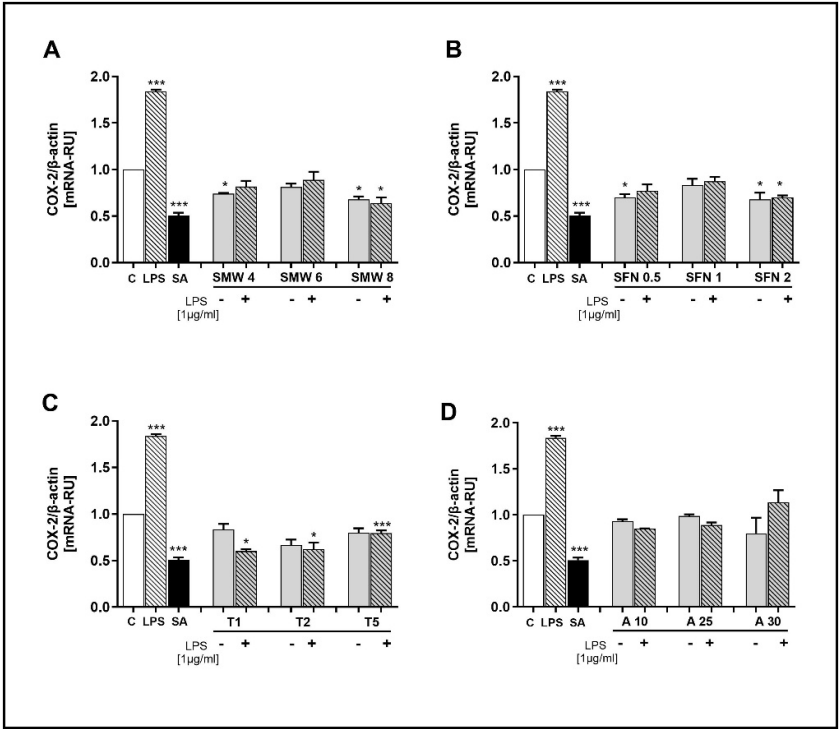 A
COX-2/β-actin
[mRNA-RU]
2.0
1.5
1.0
0.5
0.0
***
***
*
* *
C LPS SA SMW 4 SMW 6 SMW 8
LPS - + - + - +
[1µg/ml]
B
COX-2/β-actin
[mRNA-RU]
2.0
1.5
1.0
0.5
0.0
***
***
*
* *
C LPS SA SFN 0.5 SFN 1 SFN 2
LPS - + - + - +
[1µg/ml]
C
COX-2/β-actin
[mRNA-RU]
2.0
1.5
1.0
0.5
0.0
***
***
*
*
***
C LPS SA T1 T2 T5
LPS - + - + - +
[1µg/ml]
D
COX-2/β-actin
[mRNA-RU]
2.0
1.5
1.0
0.5
0.0
***
***
C LPS SA A 10 A 25 A 30
LPS - + - + - +
[1µg/ml]